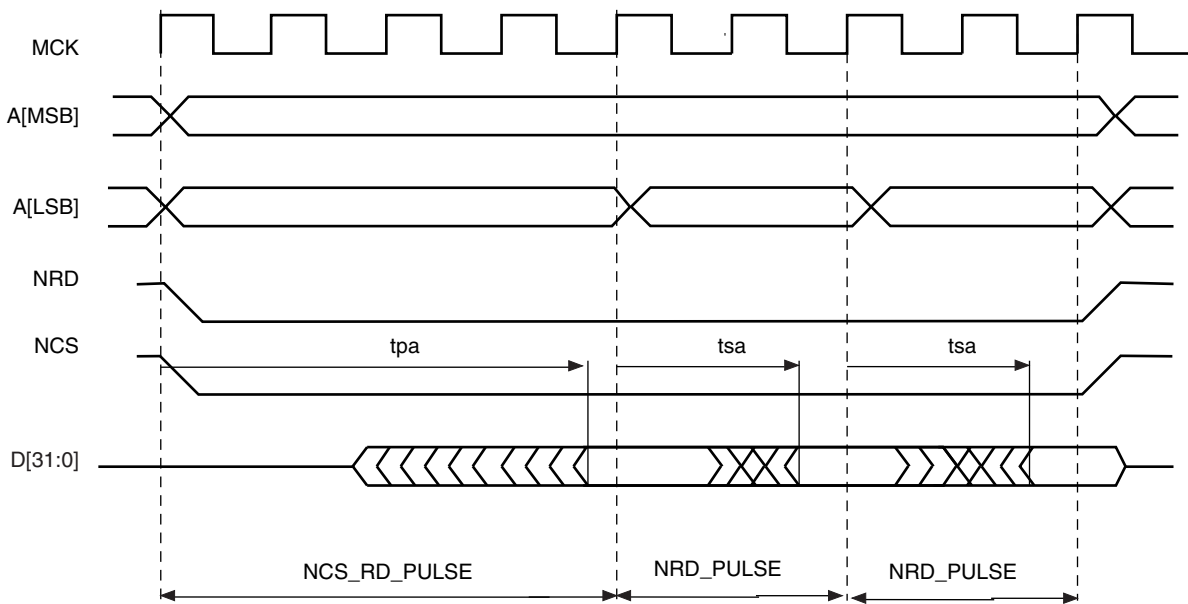 MCK
A[MSB]
A[LSB]
NRD
NCS
tpa
tsa
tsa
D[31:0]
NCS_RD_PULSE
NRD_PULSE
NRD_PULSE